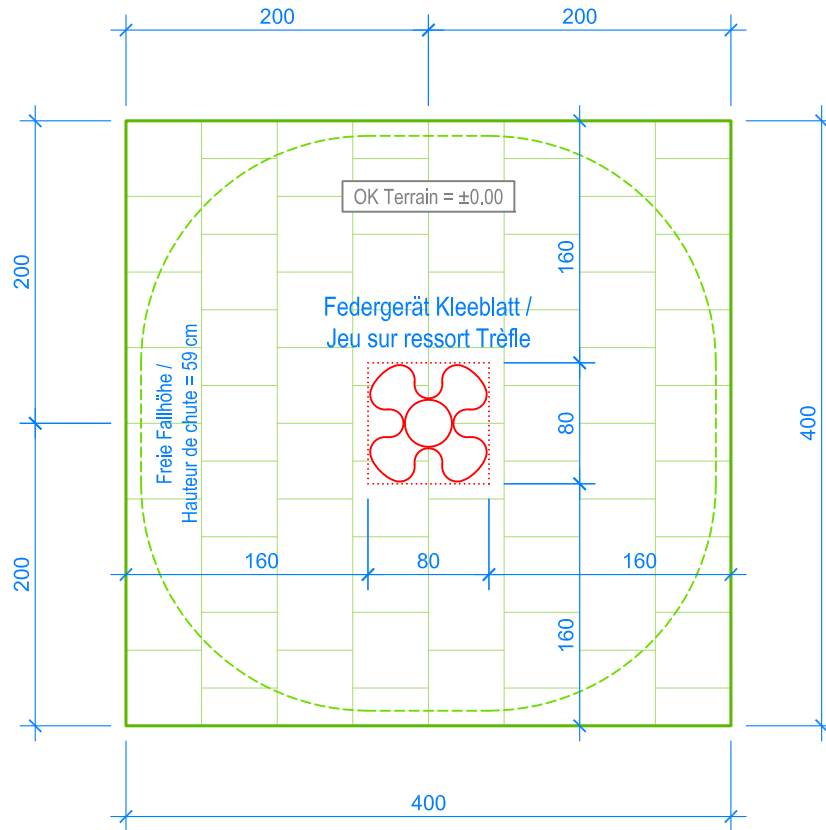 200
200
OK Terrain = ±0.00
160
200
Federgerät Kleeblatt /
Jeu sur ressort Trèfle
Freie Fallhöhe /
Hauteur de chute = 59 cm
80
400
160
80
160
200
160
400